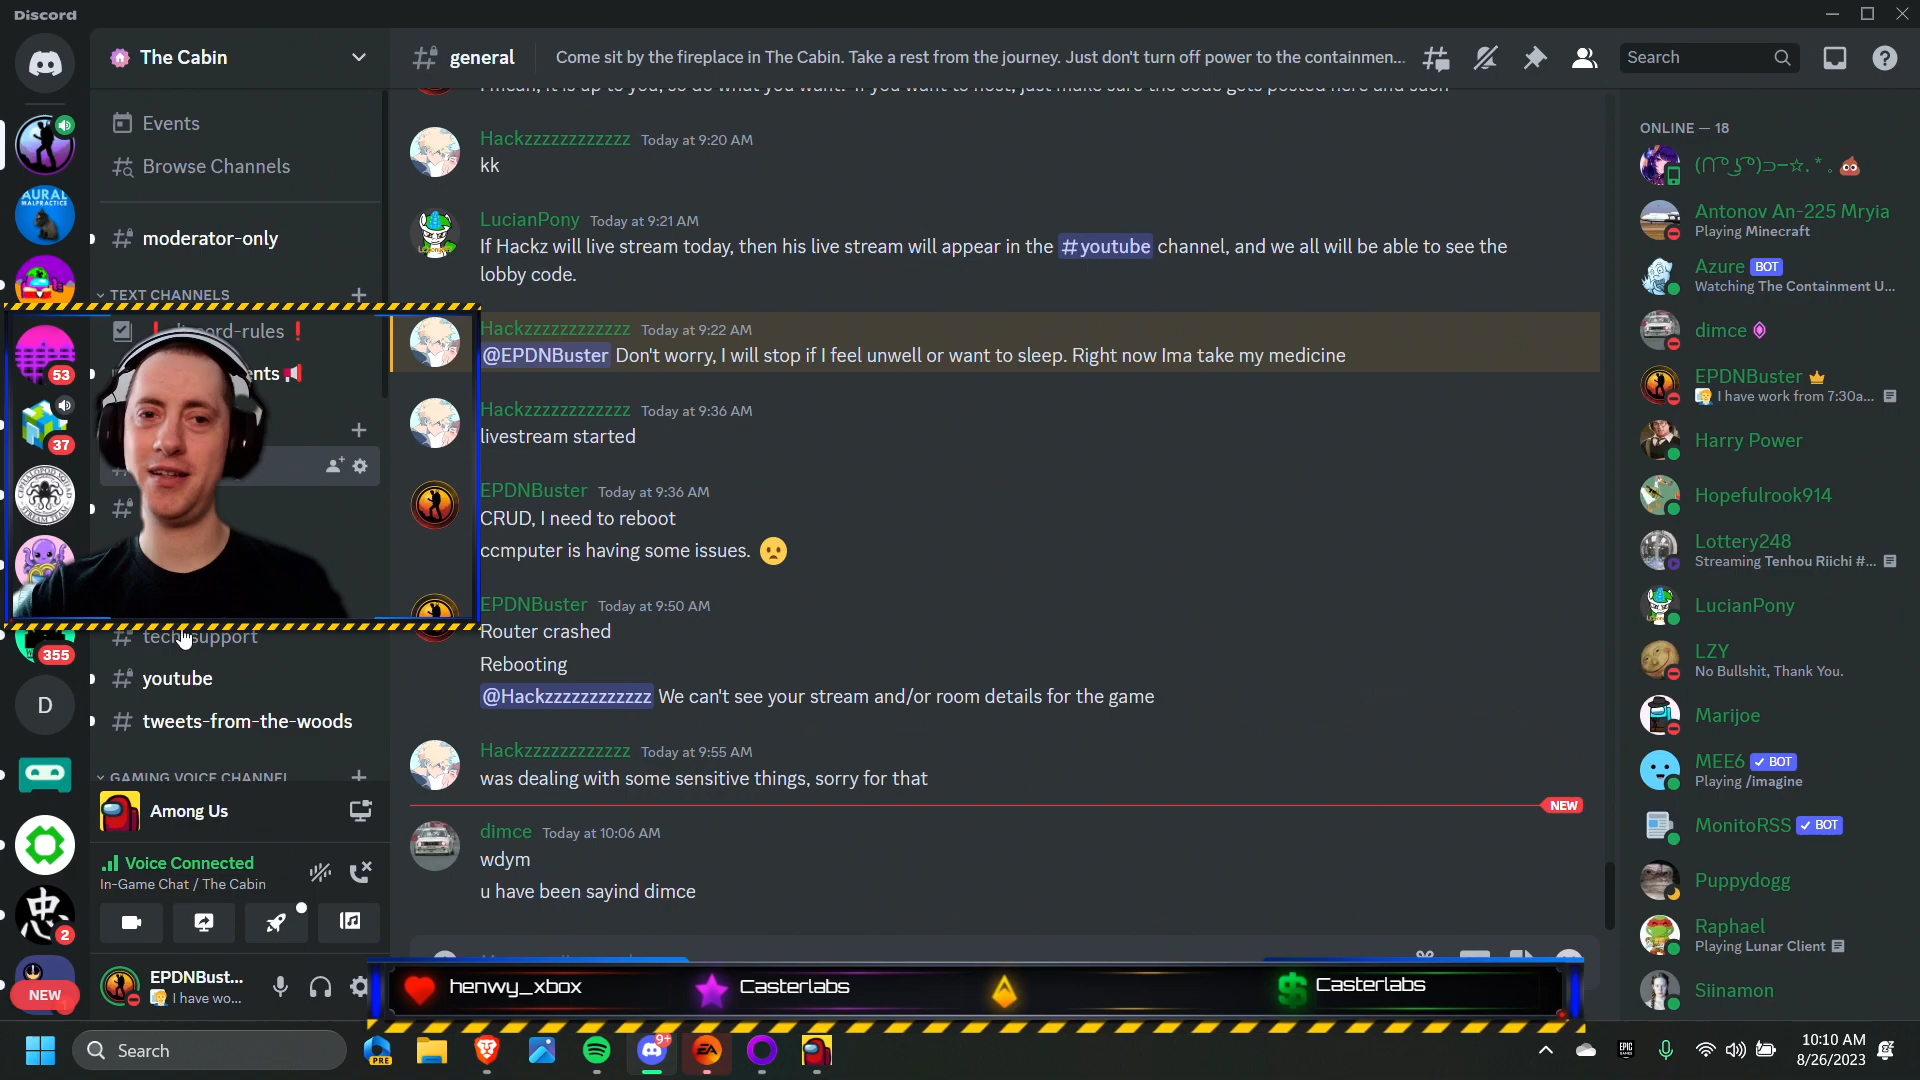 Discord
The Cabin
general
Come sit by the fireplace in The Cabin. Take a rest from the journey. Just don't turn off power to the containmen...
Search
Events
Browse Channels
moderator-only
TEXT CHANNELS
53
37
355
D
2
NEW
tech support
youtube
tweets-from-the-woods
GAMING VOICE CHANNEL
Among Us
Voice Connected
In-Game Chat / The Cabin
EPDNBust...
I have wo...
Hackzzzzzzzzzzzz Today at 9:20 AM
kk
LucianPony Today at 9:21 AM
If Hackz will live stream today, then his live stream will appear in the #youtube channel, and we all will be able to see the
lobby code.
Hackzzzzzzzzzzzz Today at 9:22 AM
@EPDNBuster Don't worry, I will stop if I feel unwell or want to sleep. Right now Ima take my medicine
Hackzzzzzzzzzzzz Today at 9:36 AM
livestream started
EPDNBuster Today at 9:36 AM
CRUD, I need to reboot
ccmputer is having some issues.
EPDNBuster Today at 9:50 AM
Router crashed
Rebooting
@Hackzzzzzzzzzzzz We can't see your stream and/or room details for the game
Hackzzzzzzzzzzzz Today at 9:55 AM
was dealing with some sensitive things, sorry for that
NEW
dimce Today at 10:06 AM
wdym
u have been sayind dimce
ONLINE — 18
Antonov An-225 Mryia
Playing Minecraft
Azure BOT
Watching The Containment U...
dimce
EPDNBuster
I have work from 7:30a...
Harry Power
Hopefulrook914
Lottery248
Streaming Tenhou Riichi #...
LucianPony
LZY
No Bullshit, Thank You.
Marijoe
MEE6 BOT
Playing /imagine
MonitoRSS BOT
Puppydogg
Raphael
Playing Lunar Client
Siinamon
AURAL
MALPRACTICE
忠
henwy_xbox
Casterlabs
Casterlabs
Search
PRE
9+
EA
EPIC
10:10 AM
8/26/2023